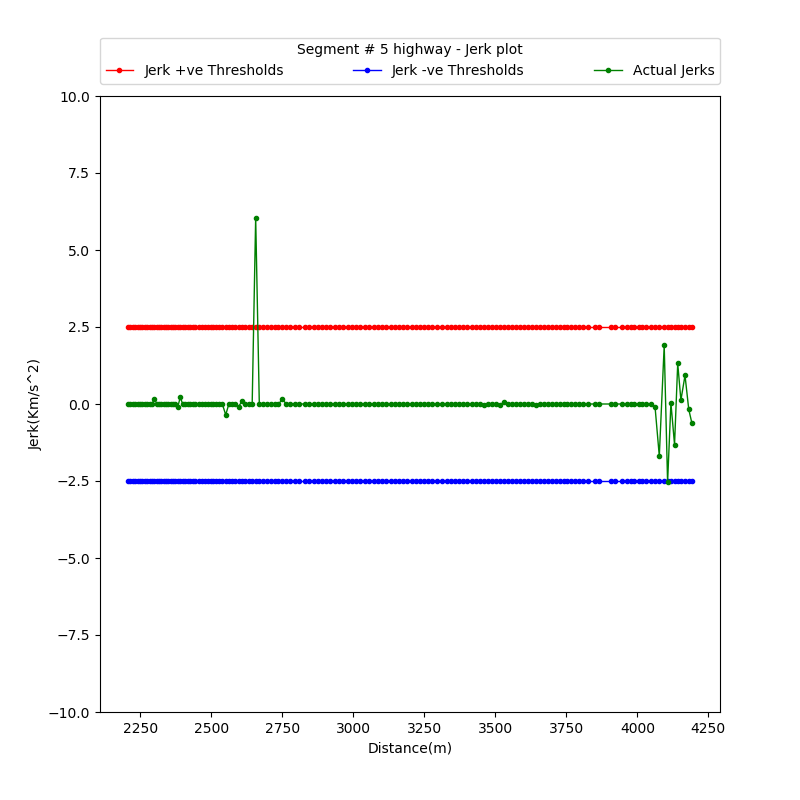 Segment # 5 highway - Jerk plot
Jerk +ve Thresholds Jerk -ve Thresholds Actual Jerks
10.0
7.5
5.0
2.5
0.0
−2.5
−5.0
−7.5
−10.0
Jerk(Km/s^2)
2250 2500 2750 3000 3250 3500 3750 4000 4250
Distance(m)